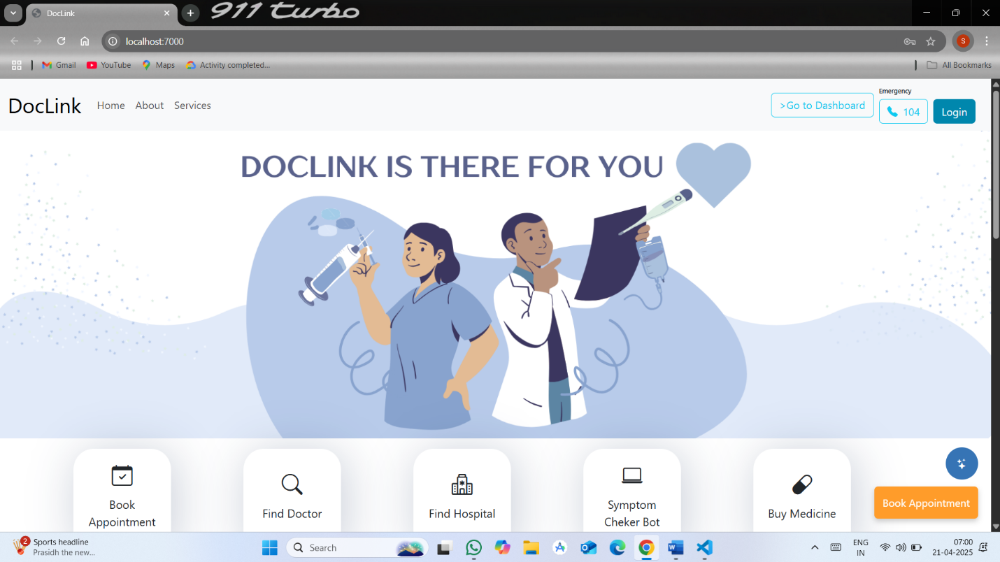 DocLink
911 turbo
localhost:7000
S
Gmail
YouTube
Maps
Activity completed...
All Bookmarks
DocLink
Home
About
Services
>Go to Dashboard
Emergency
104
Login
DOCLINK IS THERE FOR YOU
Book
Appointment
Find Doctor
Find Hospital
Symptom
Cheker Bot
Buy Medicine
Book Appointment
2
Sports headline
Prasidh the new...
Search
ENG
IN
07:00
21-04-2025